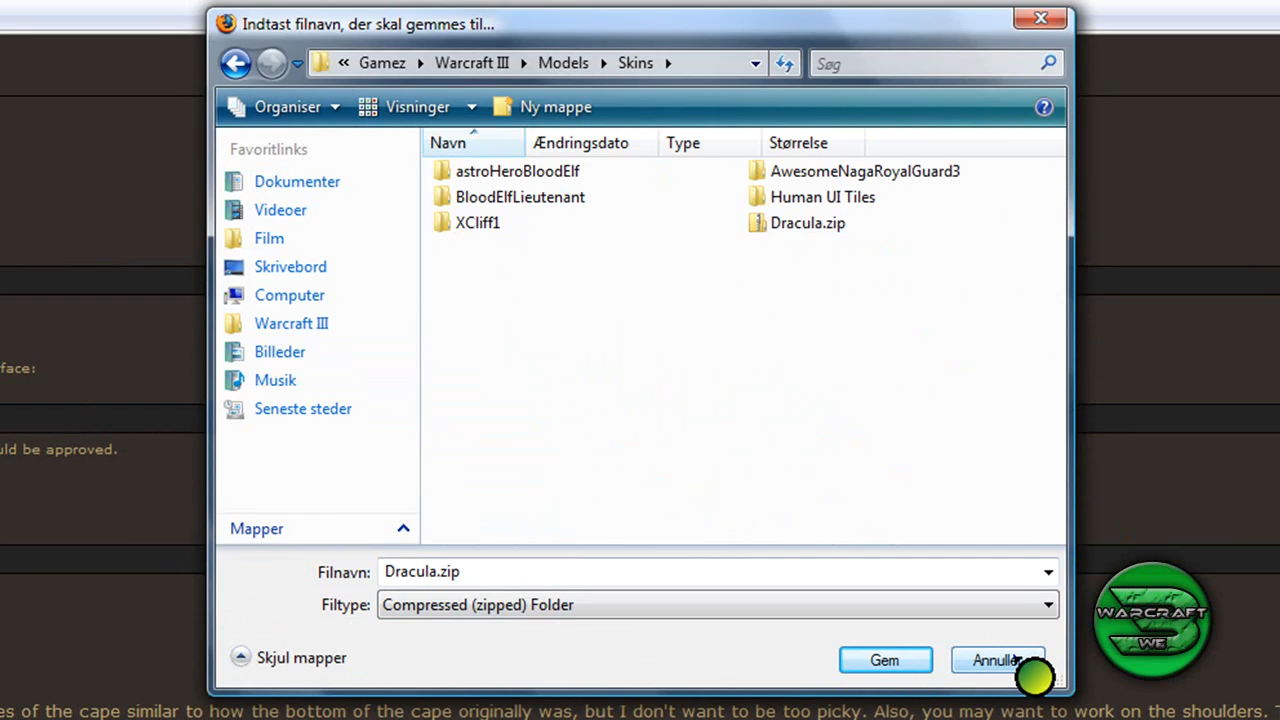 Indtast filnavn, der skal gemmes til...
« Gamez Warcraft III Models Skins
Søg
Organiser Visninger Ny mappe
Favoritlinks
Dokumenter
Videoer
Film
Skrivebord
Computer
Warcraft III
Billeder
Musik
Seneste steder
Mapper
Navn Ændringsdato Type Størrelse
astroHeroBloodElf AwesomeNagaRoyalGuard3
BloodElfLieutenant Human UI Tiles
XCliff1 Dracula.zip
face:
uld be approved.
Filnavn: Dracula.zip
Filtype: Compressed (zipped) Folder
Skjul mapper Gem
WARCRAFT
3
WE
es of the cape similar to how the bottom of the cape originally was, but I don't want to be too picky. Also, you may want to work on the shoulders.